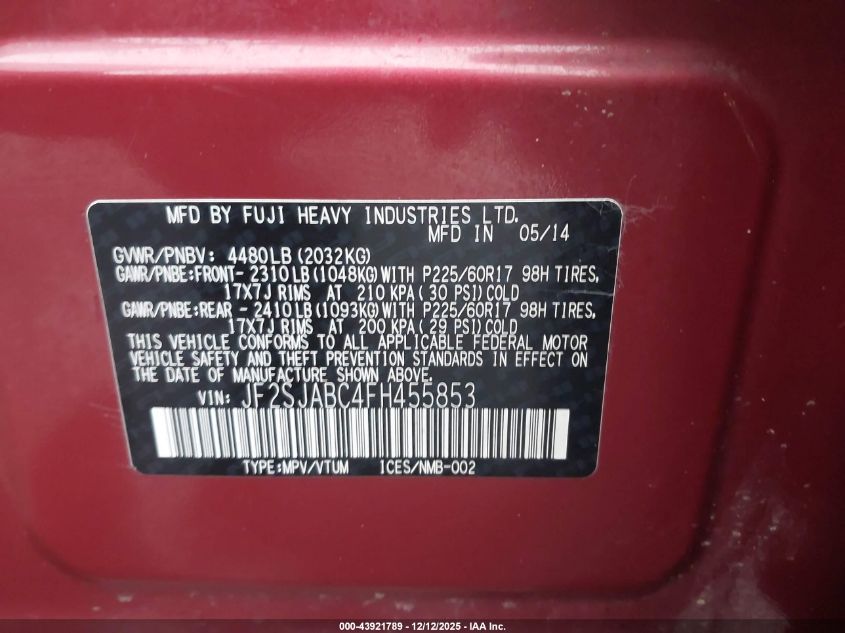 MFD BY FUJI HEAVY INDUSTRIES LTD.
MFD IN 05/14
GVWR/PNBV: 4480LB (2032KG)
GAWR/PNBE:FRONT- 2310LB(1048KG)WITH P225/60R17 98H TIRES,
17X7J RIMS AT 210 KPA( 30 PSI)COLD
GAWR/PNBE:REAR - 2410LB(1093KG)WITH P225/60R17 98H TIRES,
17X7J RIMS AT 200 KPA( 29 PSI)COLD
THIS VEHICLE CONFORMS TO ALL APPLICABLE FEDERAL MOTOR
VEHICLE SAFETY AND THEFT PREVENTION STANDARDS IN EFFECT ON
THE DATE OF MANUFACTURE SHOWN ABOVE.
VIN: JF2SJABC4FH455853
TYPE:MPV/VTUM ICES/NMB-002
000-43921789 - 12/12/2025 - IAA Inc.